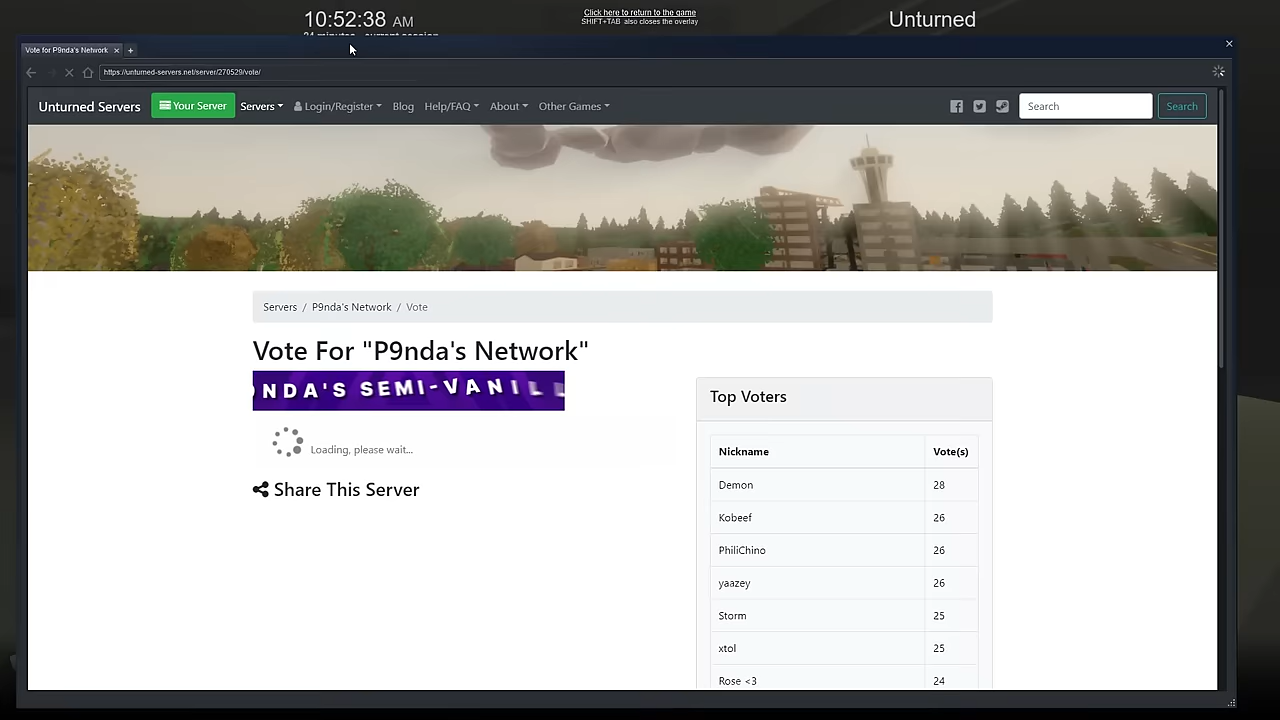 10:52:38 AM
24 minutes - current session
Click here to return to the game
SHIFT+TAB also closes the overlay
Unturned
Vote for P9nda's Network
https://unturned-servers.net/server/270529/vote/
Unturned Servers
Your Server
Servers
Login/Register
Blog
Help/FAQ
About
Other Games
Search
Search
Servers / P9nda's Network / Vote
Vote For "P9nda's Network"
NDA'S SEMI-VANIL
Loading, please wait...
Share This Server
Top Voters
Nickname Vote(s)
Demon 28
Kobeef 26
PhiliChino 26
yaazey 26
Storm 25
xtol 25
Rose <3 24